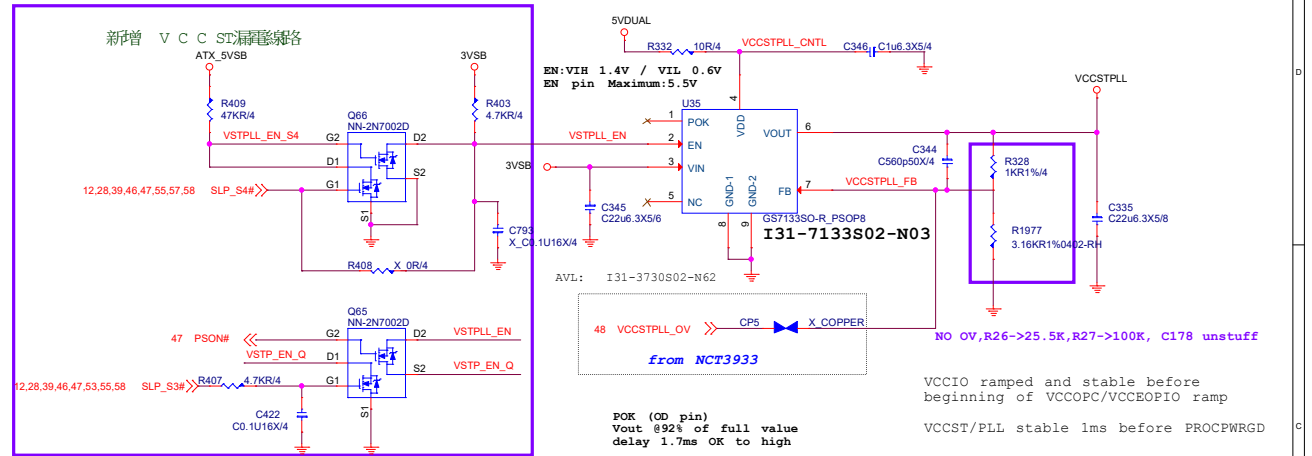 新增 V C C ST漏電線路
ATX_5VSB
3VSB
R409
47KR/4
R403
4.7KR/4
Q66
NN-2N7002D
VSTPLL_EN_S4
G2
D2
D1
S2
12,28,39,46,47,55,57,58
SLP_S4#
G1
S1
C793
X_C0.1U16X/4
R408
X_0R/4
Q65
NN-2N7002D
47 PSON#
G2
D2
VSTPLL_EN
VSTP_EN_Q
D1
S2
VSTP_EN_Q
12,28,39,46,47,53,55,58
SLP_S3#
R407
4.7KR/4
G1
S1
C422
C0.1U16X/4
5VDUAL
R332
10R/4
VCCSTPLL_CNTL
C346
C1u6.3X5/4
EN:VIH 1.4V / VIL 0.6V
EN pin Maximum:5.5V
U35
VCCSTPLL
VSTPLL_EN
1
POK
4
VDD
VOUT
6
2
EN
3VSB
3
VIN
5
NC
GND-1
GND-2
FB
7
VCCSTPLL_FB
8
9
C345
C22u6.3X5/6
GS7133SO-R_PSOP8
I31-7133S02-N03
C344
C560p50X/4
R328
1KR1%/4
R1977
3.16KR1%0402-RH
C335
C22u6.3X5/8
AVL: I31-3730S02-N62
48 VCCSTPLL_OV
CP5
X_COPPER
from NCT3933
NO OV,R26->25.5K,R27->100K, C178 unstuff
POK (OD pin)
Vout @92% of full value
delay 1.7ms OK to high
VCCIO ramped and stable before
beginning of VCCOPC/VCCEOPIO ramp
VCCST/PLL stable 1ms before PROCPWRGD
D
C